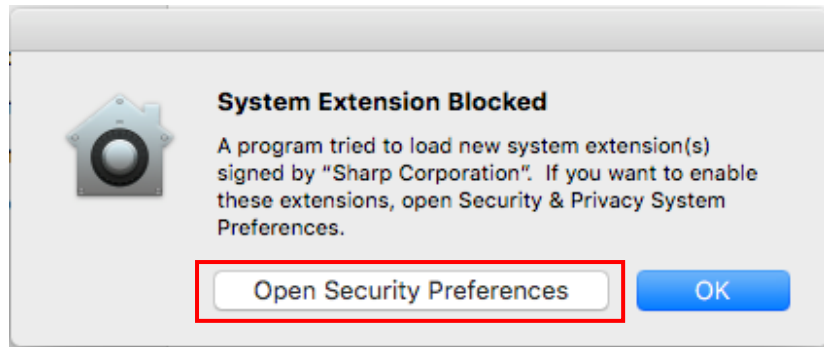 System Extension Blocked
A program tried to load new system extension(s)
signed by “Sharp Corporation”.  If you want to enable
these extensions, open Security & Privacy System
Preferences.
Open Security Preferences
OK